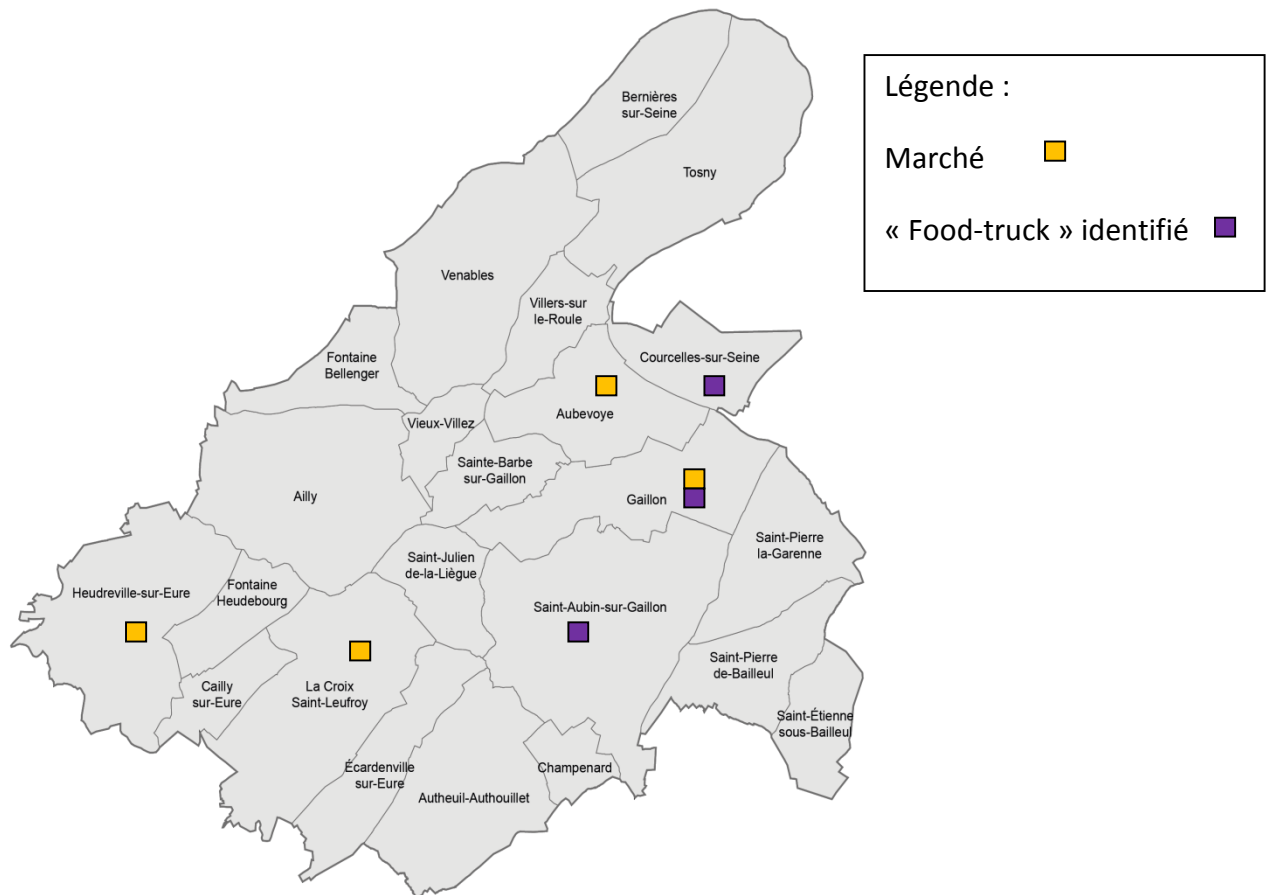 Légende :
Marché
« Food-truck » identifié
Bernières
sur-Seine
Tosny
Venables
Villers-sur
le-Roule
Fontaine
Bellenger
Courcelles-sur-Seine
Aubevoye
Vieux-Villez
Sainte-Barbe
sur-Gaillon
Ailly
Gaillon
Saint-Pierre
la-Garenne
Saint-Julien
de-la-Liègue
Heudreville-sur-Eure
Fontaine
Heudebourg
Saint-Aubin-sur-Gaillon
Saint-Pierre
de-Bailleul
Cailly
sur-Eure
La Croix
Saint-Leufroy
Saint-Étienne
sous-Bailleul
Écardenville
sur-Eure
Champenard
Autheuil-Authouillet